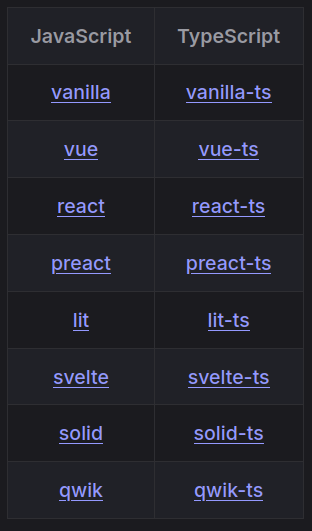 JavaScript TypeScript
vanilla vanilla-ts
vue vue-ts
react react-ts
preact preact-ts
lit lit-ts
svelte svelte-ts
solid solid-ts
qwik qwik-ts